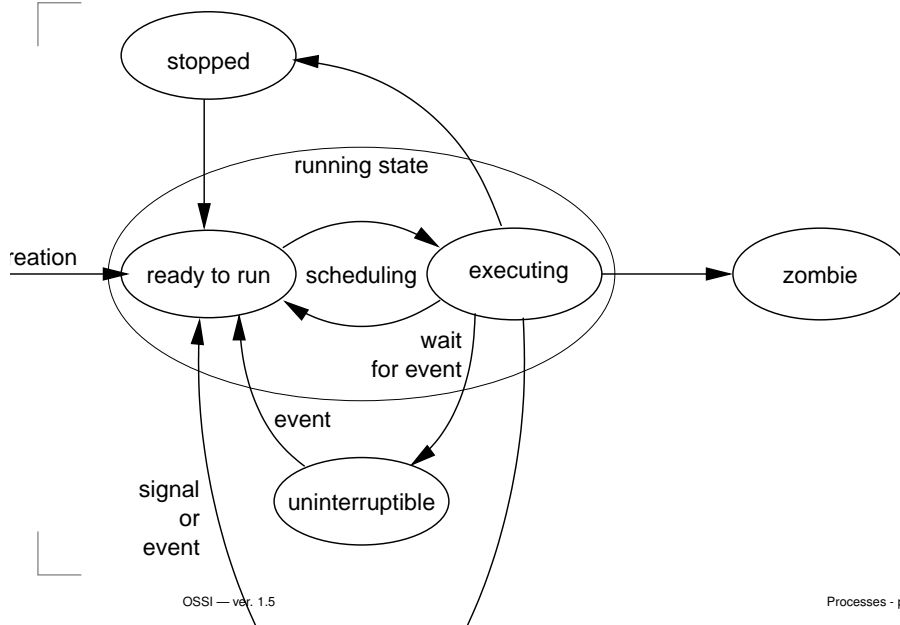 stopped
running state
reation
ready to run
scheduling
executing
zombie
wait
for event
event
uninterruptible
signal
or
event
OSSI — ver. 1.5
Processes - p